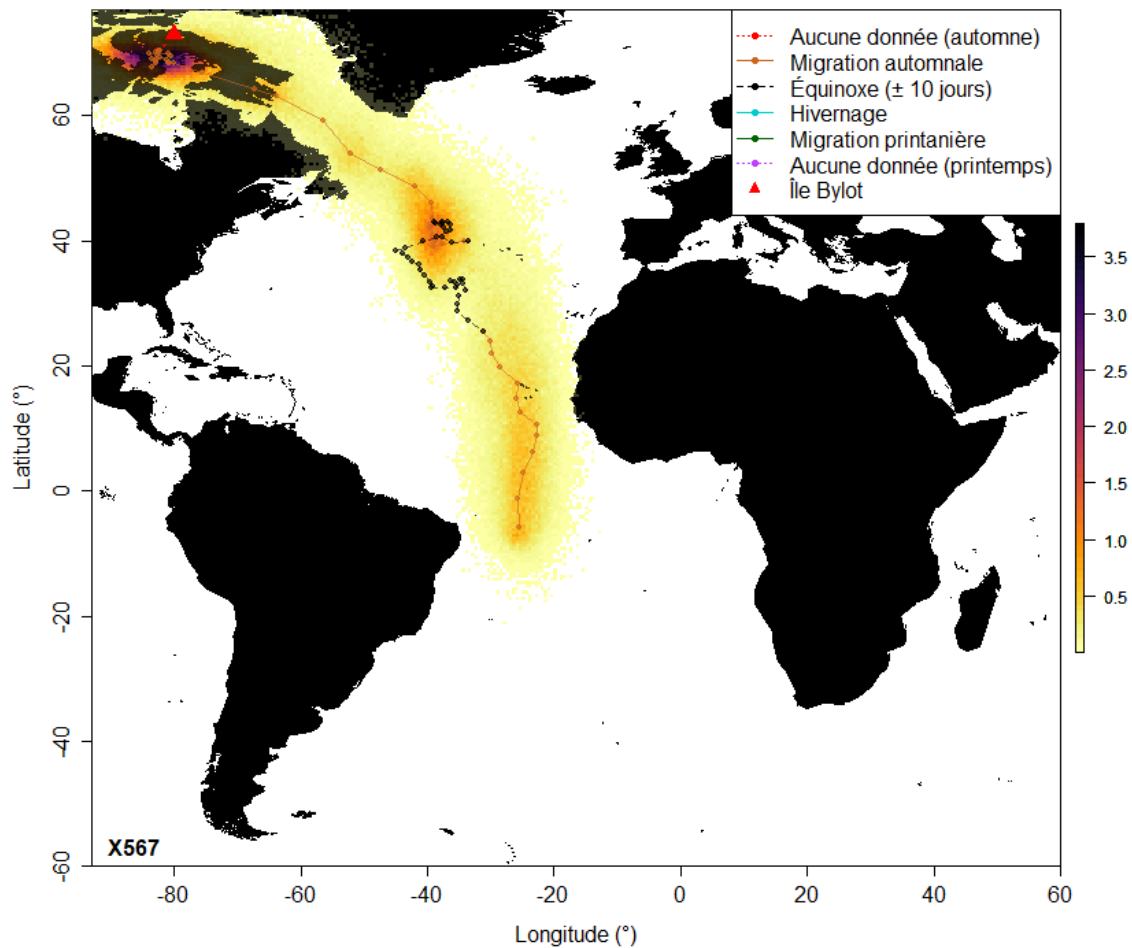 Aucune donnée (automne)
Migration automnale
Équinoxe (± 10 jours)
Hivernage
Migration printanière
Aucune donnée (printemps)
Île Bylot
60
40
20
0
-20
-40
-60
Latitude (°)
3.5
3.0
2.5
2.0
1.5
1.0
0.5
X567
-80 -60 -40 -20 0 20 40 60
Longitude (°)